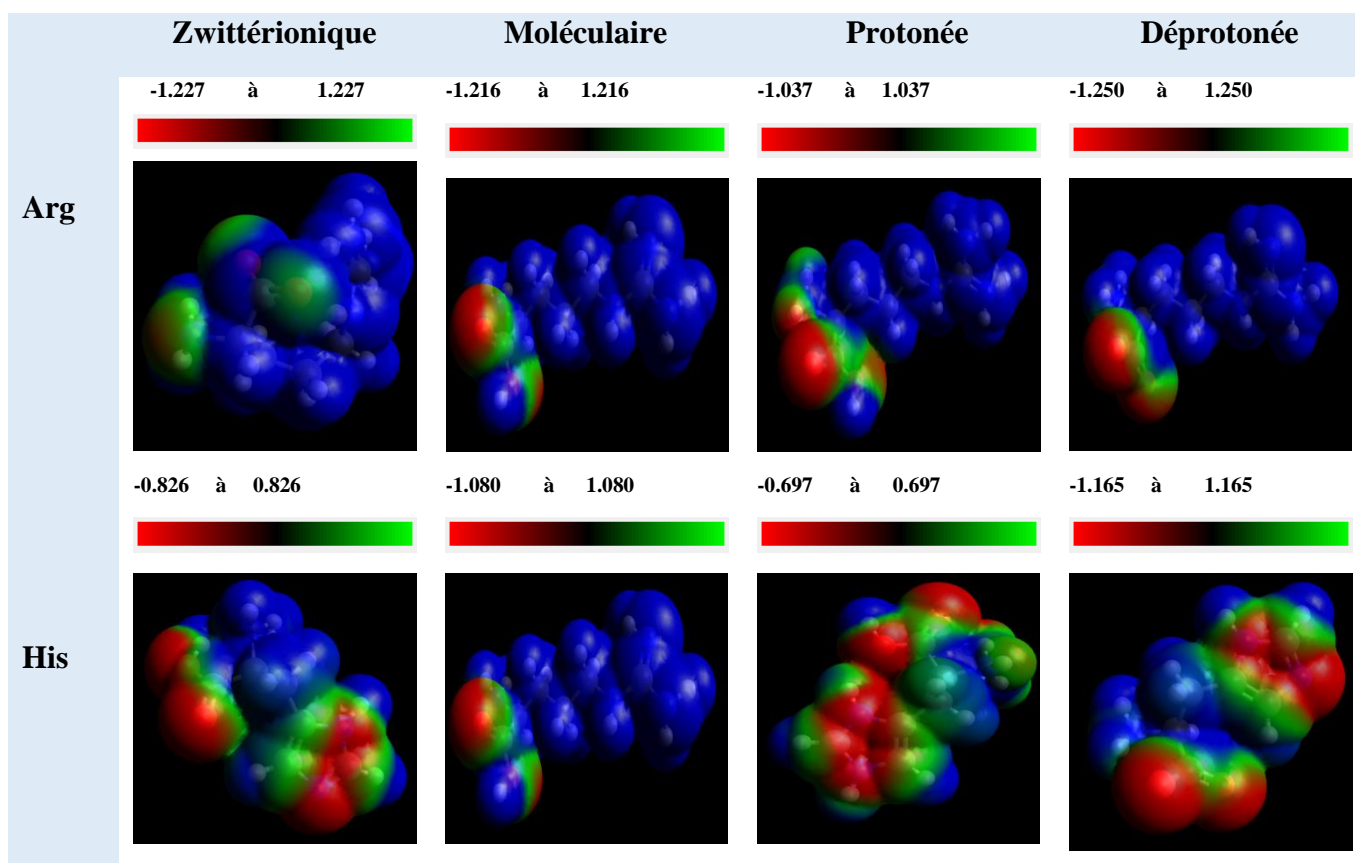 Zwittérionique Moléculaire Protonée Déprotonée
-1.227 à 1.227 -1.216 à 1.216 -1.037 à 1.037 -1.250 à 1.250
Arg
-0.826 à 0.826 -1.080 à 1.080 -0.697 à 0.697 -1.165 à 1.165
His